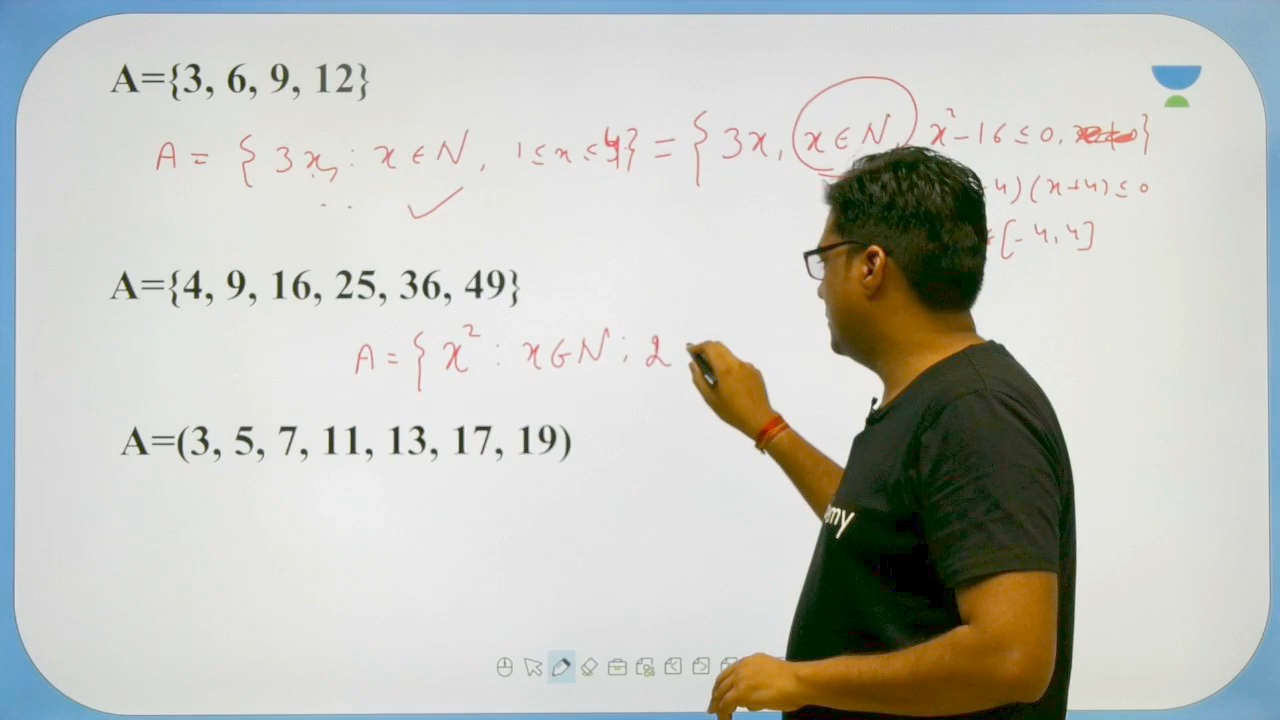 A={3, 6, 9, 12}
A = { 3x : x ∈ N, 1 ≤ x ≤ 4} = { 3x, x ∈ N, x² - 16 ≤ 0, }
4) (x+4) ≤ 0
[-4, 4]
A={4, 9, 16, 25, 36, 49}
A = { x² : x ∈ N ; 2
A=(3, 5, 7, 11, 13, 17, 19)
emy